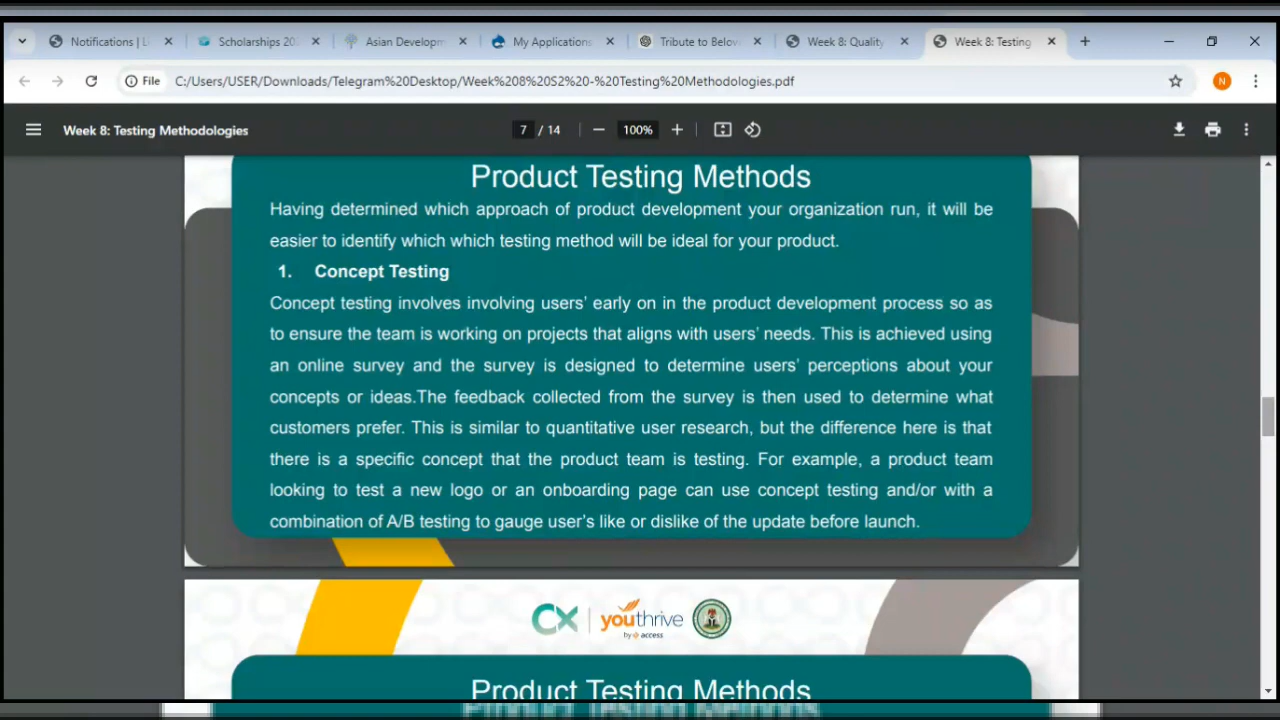 Notifications | L
Scholarships 202
Asian Developm
My Applications
Tribute to Belov
Week 8: Quality
Week 8: Testing
File
C:/Users/USER/Downloads/Telegram%20Desktop/Week%208%20S2%20-%20Testing%20Methodologies.pdf
N
Week 8: Testing Methodologies
7 / 14
100%
Product Testing Methods
Having determined which approach of product development your organization run, it will be
easier to identify which which testing method will be ideal for your product.
1. Concept Testing
Concept testing involves involving users’ early on in the product development process so as
to ensure the team is working on projects that aligns with users’ needs. This is achieved using
an online survey and the survey is designed to determine users’ perceptions about your
concepts or ideas.The feedback collected from the survey is then used to determine what
customers prefer. This is similar to quantitative user research, but the difference here is that
there is a specific concept that the product team is testing. For example, a product team
looking to test a new logo or an onboarding page can use concept testing and/or with a
combination of A/B testing to gauge user’s like or dislike of the update before launch.
CX
youthrive
by access
Product Testing Methods
Product Testing Methods